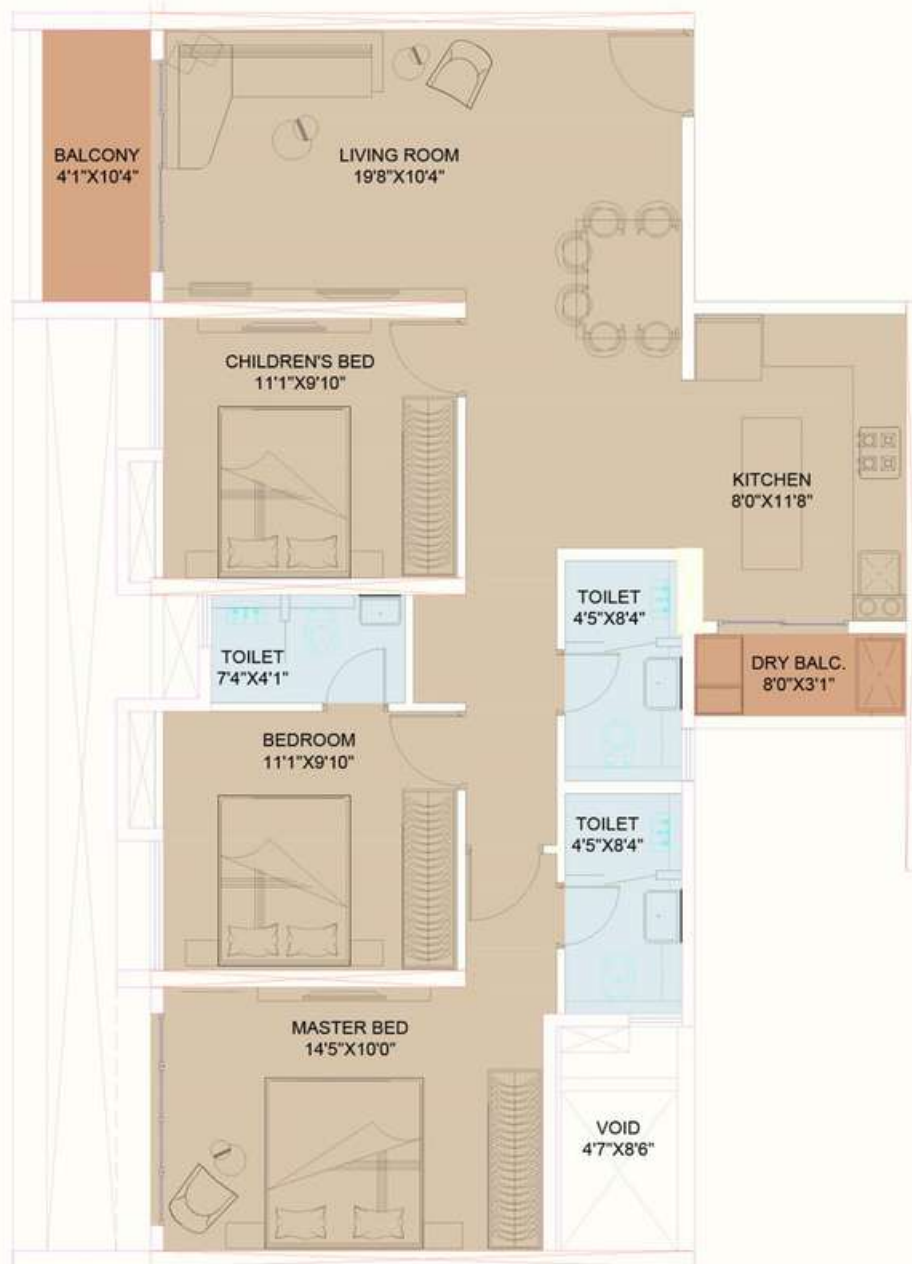 BALCONY
4'1"X10'4"
LIVING ROOM
19'8"X10'4"
CHILDREN'S BED
11'1"X9'10"
KITCHEN
8'0"X11'8"
TOILET
4'5"X8'4"
TOILET
7'4"X4'1"
DRY BALC.
8'0"X3'1"
BEDROOM
11'1"X9'10"
TOILET
4'5"X8'4"
MASTER BED
14'5"X10'0"
VOID
4'7"X8'6"